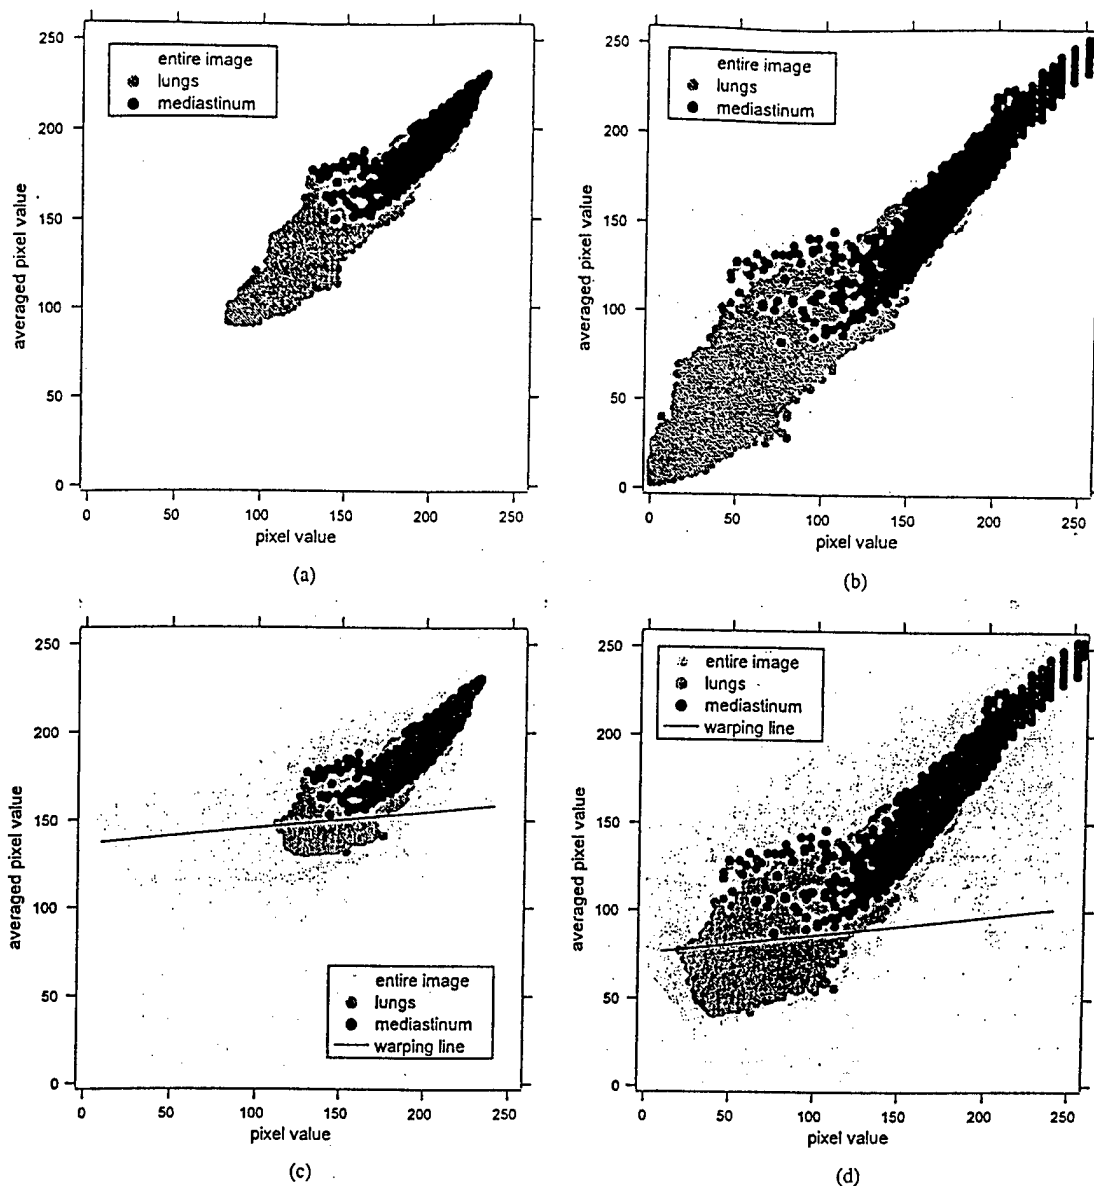 250
200
150
100
50
0
averaged pixel value
entire image
lungs
mediastinum
0 50 100 150 200 250
pixel value
(a)
250
200
150
100
50
0
averaged pixel value
entire image
lungs
mediastinum
0 50 100 150 200 250
pixel value
(b)
250
200
150
100
50
0
averaged pixel value
entire image
lungs
mediastinum
warping line
0 50 100 150 200 250
pixel value
(c)
250
200
150
100
50
0
averaged pixel value
entire image
lungs
mediastinum
warping line
0 50 100 150 200 250
pixel value
(d)